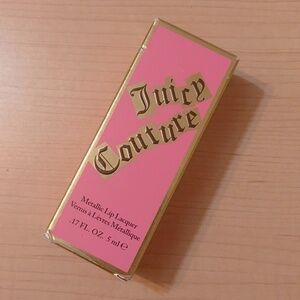 Juicy
Couture
Metallic Lip Lacquer
Vernis à Lèvres Métallique
.17 FL. OZ. 5 ml ℮